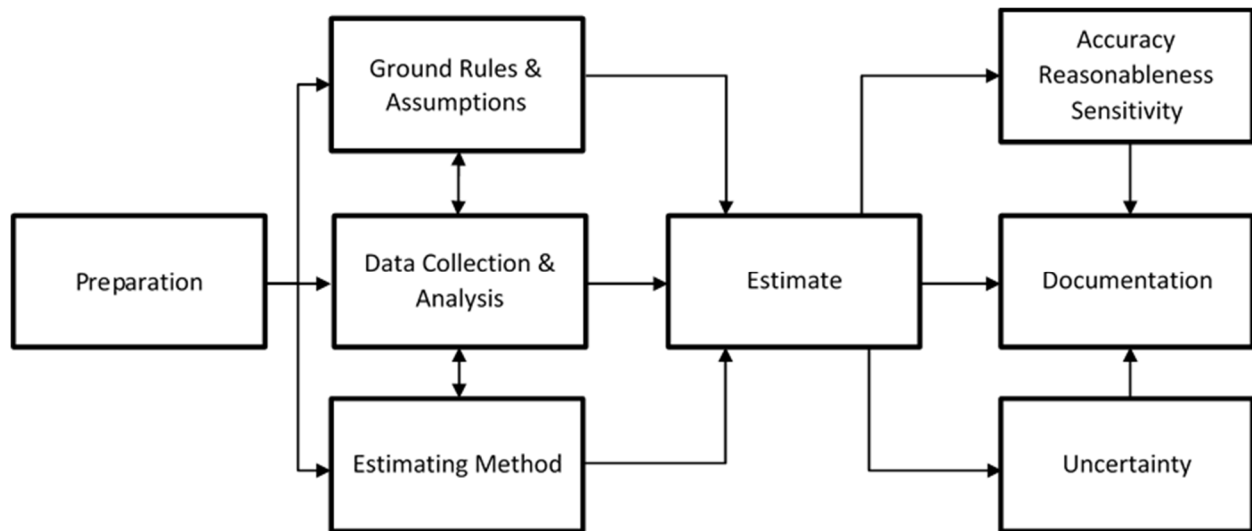 Preparation
Ground Rules &
Assumptions
Data Collection &
Analysis
Estimating Method
Estimate
Accuracy
Reasonableness
Sensitivity
Documentation
Uncertainty